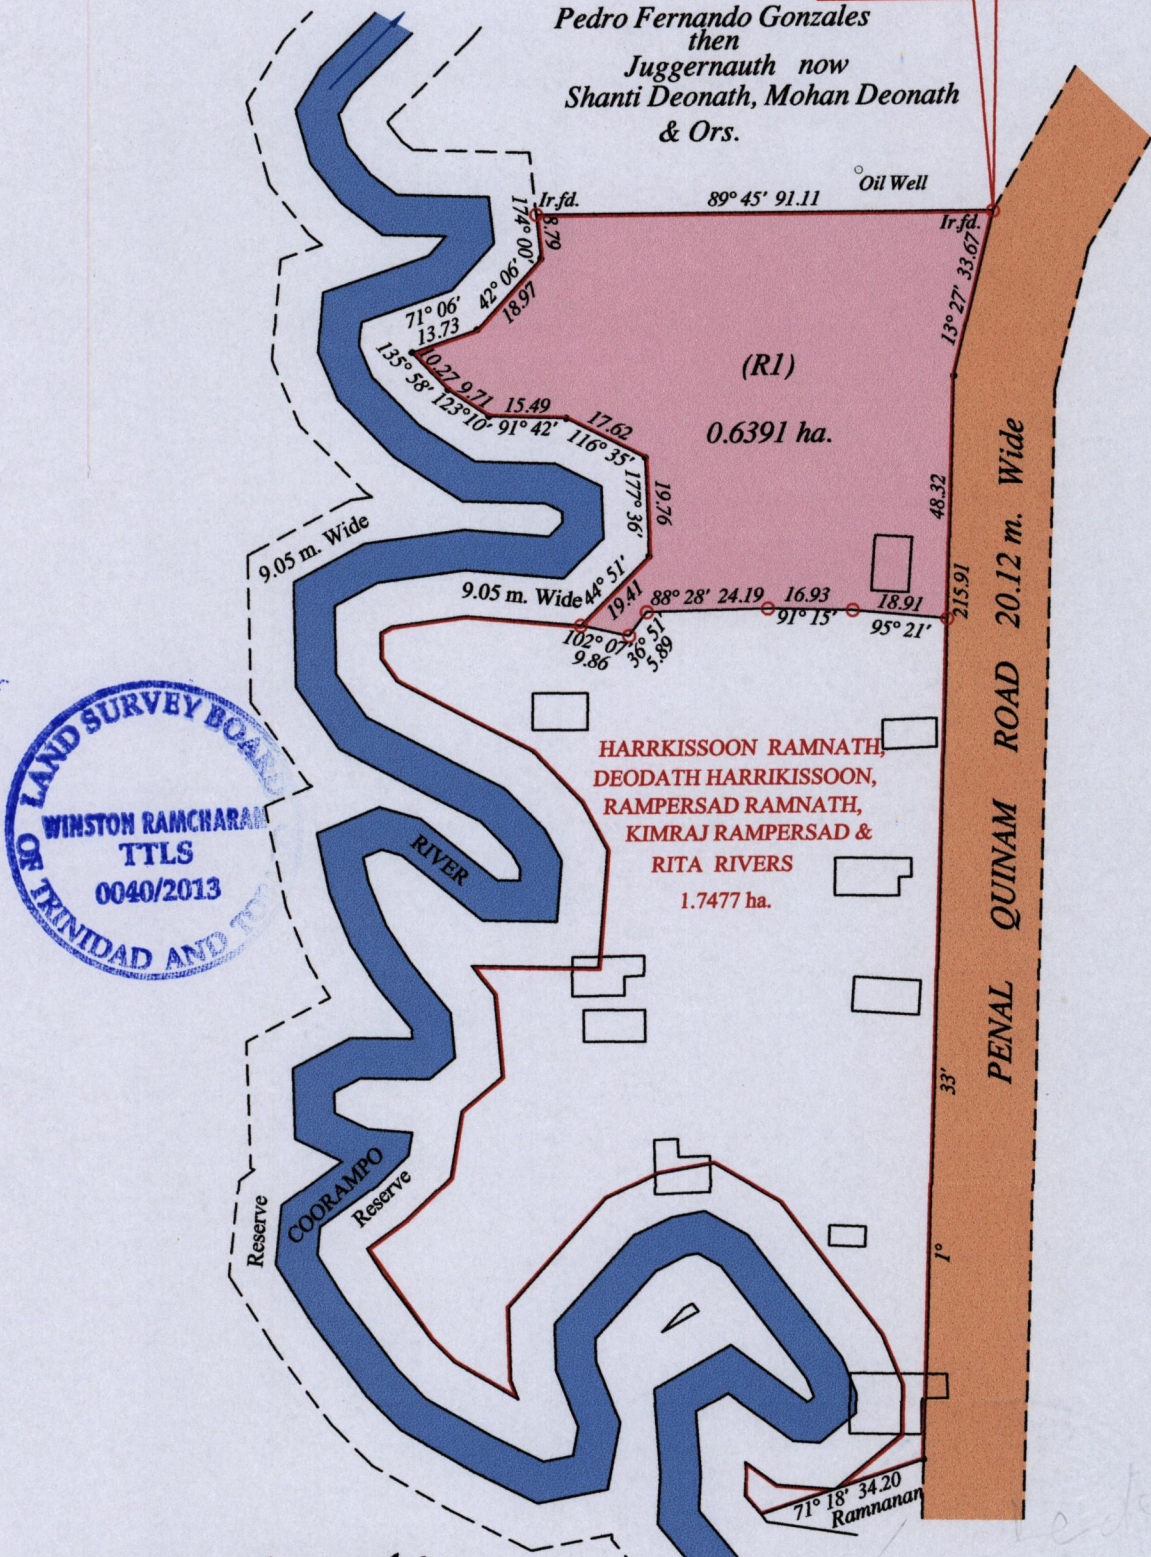 Pedro Fernando Gonzales
then
Juggernauth now
Shanti Deonath, Mohan Deonath
& Ors.
Oil Well
Ir.fd.
89° 45' 91.11
Ir.fd.
174° 00'
8.79
42° 06'
18.97
71° 06'
13.73
13° 27' 33.67
135° 58'
10.27
9.71
123° 10'
15.49
91° 42'
17.62
116° 35'
(R1)
0.6391 ha.
177° 36'
19.76
48.32
PENAL QUINAM ROAD 20.12 m. Wide
9.05 m. Wide
9.05 m. Wide
44° 51'
19.41
88° 28' 24.19
16.93
91° 15'
18.91
95° 21'
215.91
102° 07'
9.86
36° 51'
5.89
LAND SURVEY BOARD
WINSTON RAMCHARAN
TTLS
0040/2013
OF TRINIDAD AND
HARRKISSOON RAMNATH,
DEODATH HARRIKISSOON,
RAMPERSAD RAMNATH,
KIMRAJ RAMPERSAD &
RITA RIVERS
1.7477 ha.
RIVER
33'
COORAMPO
Reserve
Reserve
1°
71° 18' 34.20
Ramnanan